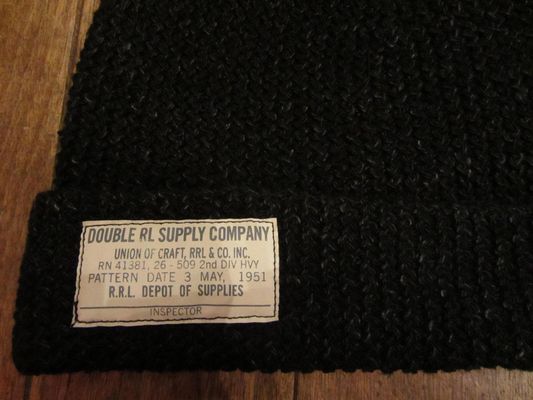 DOUBLE RL SUPPLY COMPANY
UNION OF CRAFT, RRL & CO. INC.
RN 41381, 26 - 509 2nd DIV HVY
PATTERN DATE 3 MAY, 1951
R.R.L. DEPOT OF SUPPLIES
INSPECTOR